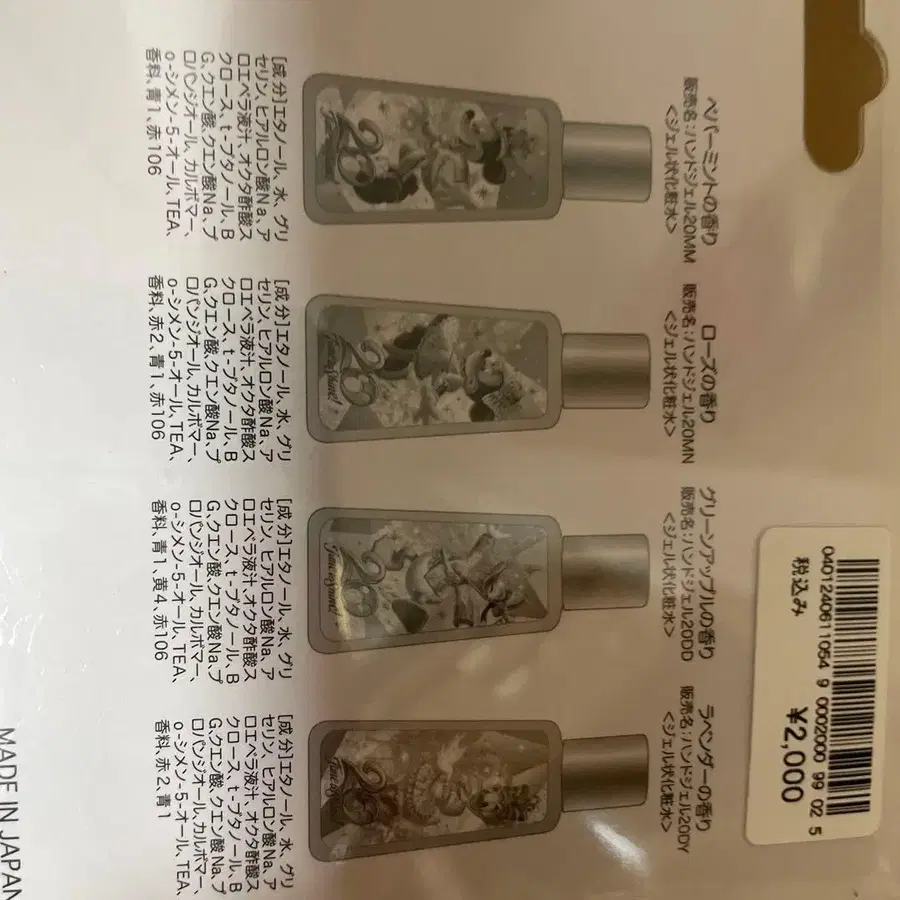 ペパーミントの香り
販売名:ハンドジェル20MM
<ジェル状化粧水>
[成分]エタノール、水、グリ
セリン、ヒアルロン酸Na、ア
ロエベラ液汁、オクタ酢酸ス
クロース、t-ブタノール、B
G、クエン酸、クエン酸Na、プ
ロパンジオール、カルボマー、
o-シメン-5-オール、TEA、
香料、青1、赤106
ローズの香り
販売名:ハンドジェル20MN
<ジェル状化粧水>
20
Time to Shine!
[成分]エタノール、水、グリ
セリン、ヒアルロン酸Na、ア
ロエベラ液汁、オクタ酢酸ス
クロース、t-ブタノール、B
G、クエン酸、クエン酸Na、プ
ロパンジオール、カルボマー、
o-シメン-5-オール、TEA、
香料、赤2、青1、赤106
グリーンアップルの香り
販売名:ハンドジェル20DD
<ジェル状化粧水>
20
Time to Shine!
[成分]エタノール、水、グリ
セリン、ヒアルロン酸Na、ア
ロエベラ液汁、オクタ酢酸ス
クロース、t-ブタノール、B
G、クエン酸、クエン酸Na、プ
ロパンジオール、カルボマー、
o-シメン-5-オール、TEA、
香料、青1、黄4、赤106
ラベンダーの香り
販売名:ハンドジェル20DY
<ジェル状化粧水>
20
[成分]エタノール、水、グリ
セリン、ヒアルロン酸Na、ア
ロエベラ液汁、オクタ酢酸ス
クロース、t-ブタノール、B
G、クエン酸、クエン酸Na、プ
ロパンジオール、カルボマー、
o-シメン-5-オール、TEA、
香料、赤2、青1
0401240611054 9 0002000 99 02 5
税込み
¥2,000
MADE IN JAPAN